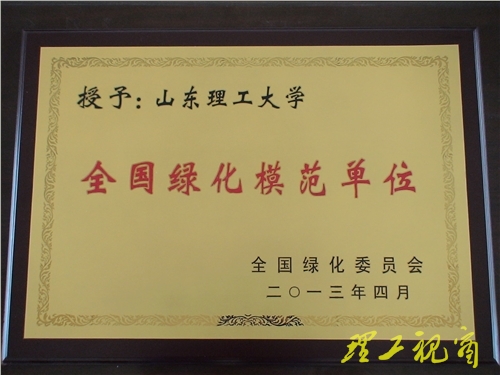 授予：山东理工大学
全国绿化模范单位
全国绿化委员会
二〇一三年四月
理工视窗